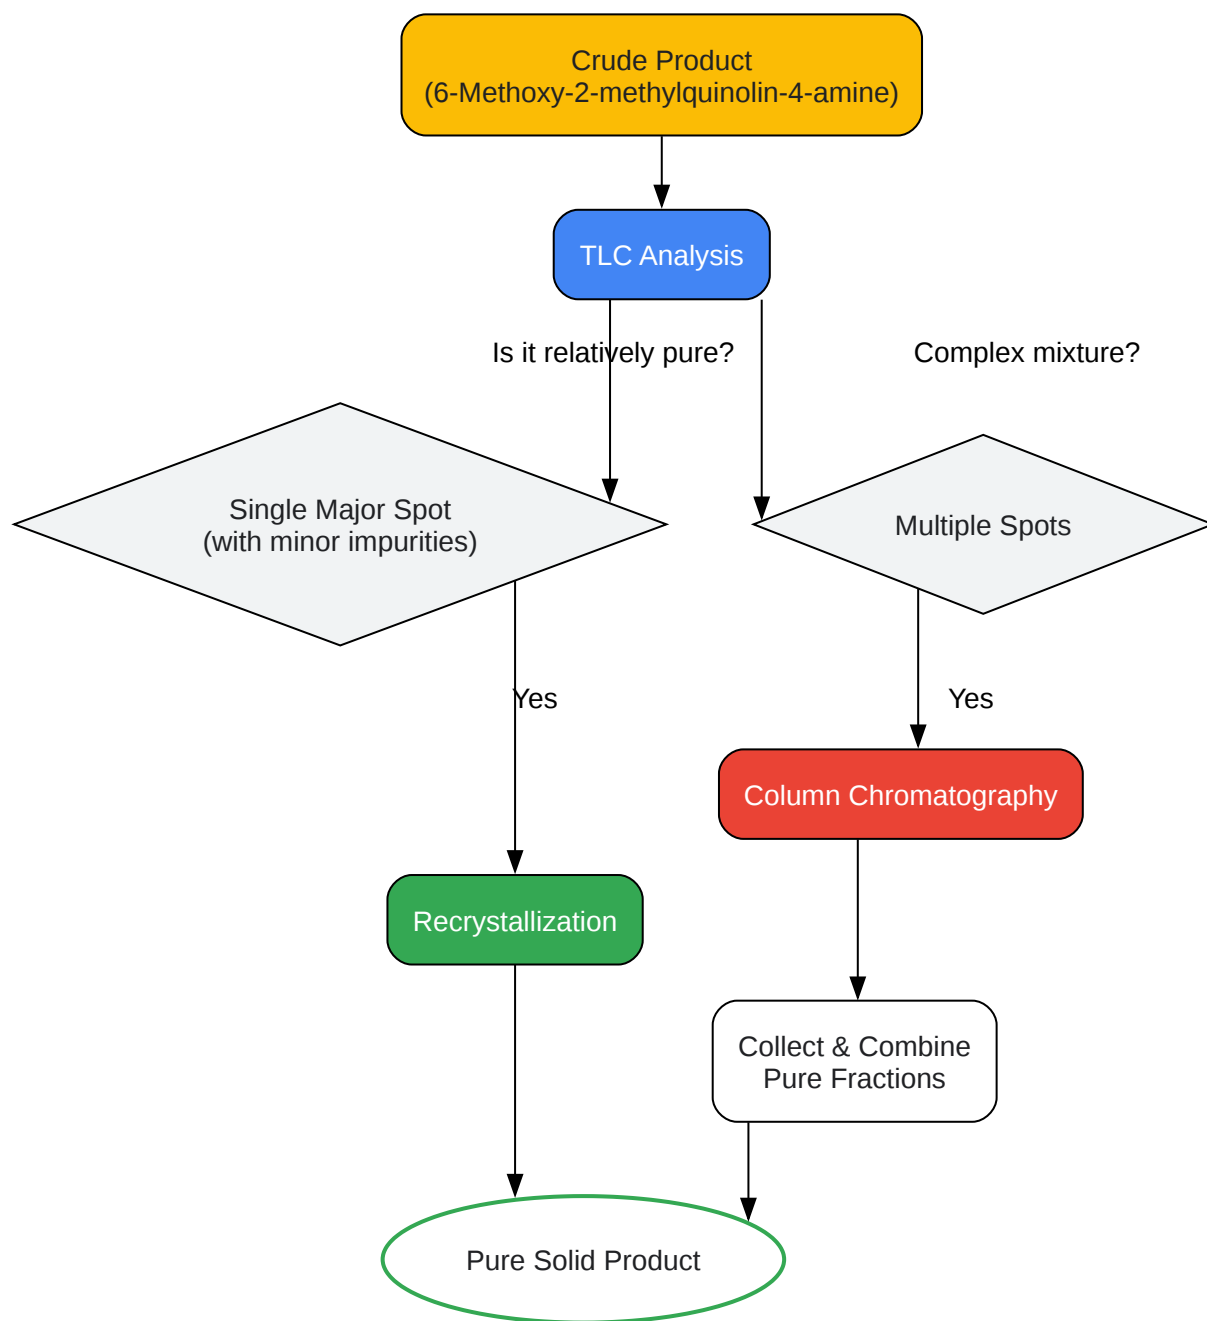 Crude Product
(6-Methoxy-2-methylquinolin-4-amine)
TLC Analysis
Is it relatively pure?
Complex mixture?
Single Major Spot
(with minor impurities)
Multiple Spots
Yes
Yes
Column Chromatography
Recrystallization
Collect & Combine
Pure Fractions
Pure Solid Product